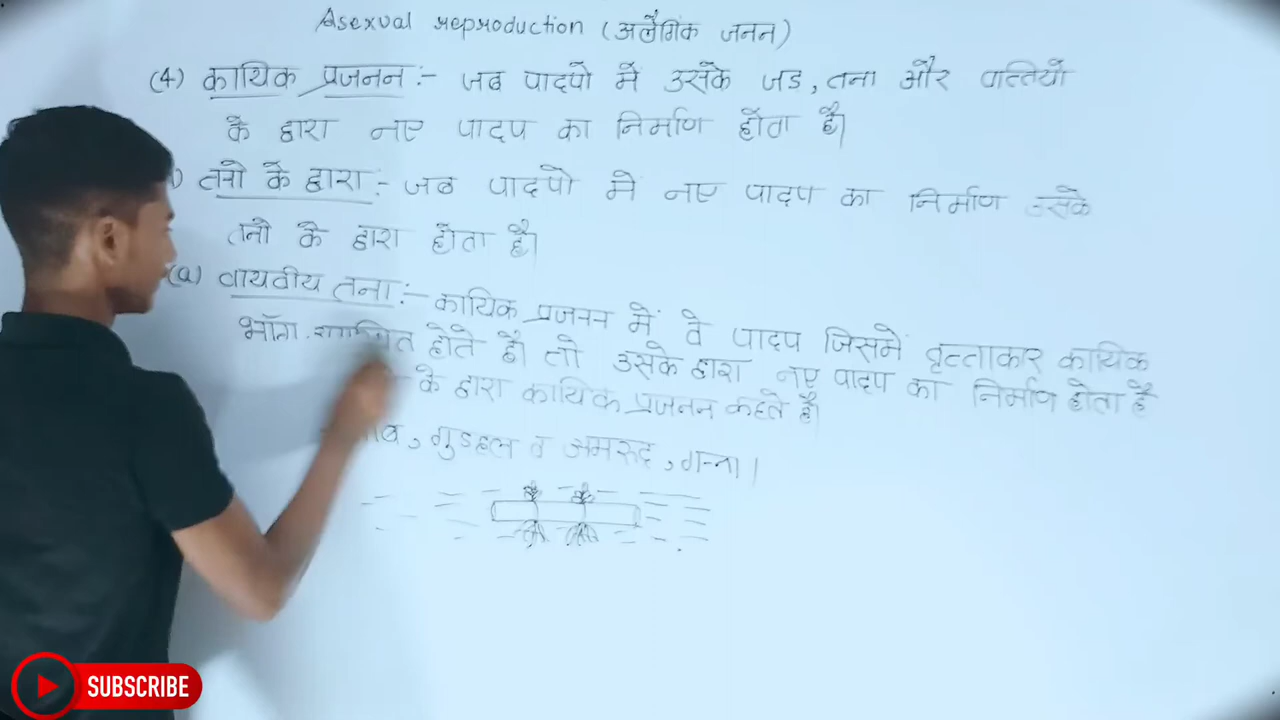 Asexual reproduction (अलैगिक जनन)
(4) कायिक प्रजनन :- जब पादपो मे उसके जड, तना और पत्तियो
के द्वारा नए पादप का निर्माण होता है।
) तनो के द्वारा :- जब पादपो मे नए पादप का निर्माण उसके
तनो के द्वारा होता है।
(a) वायवीय तना :- कायिक प्रजनन में वे पादप जिसमें वृत्ताकार कायिक
भाॅग होते है। तो उसके द्वारा नए पादप का निर्माण होता है
के द्वारा कायिक प्रजनन कहते है।
, गुडहल व अमरुद, गन्ना।
SUBSCRIBE